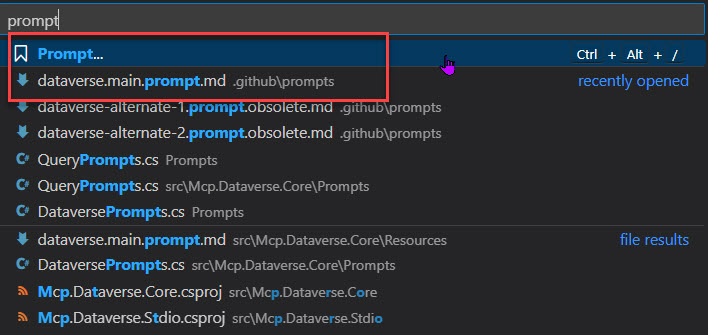 prompt
Prompt... Ctrl + Alt + /
dataverse.main.prompt.md .github\prompts recently opened
dataverse-alternate-1.prompt.obsolete.md .github\prompts
dataverse-alternate-2.prompt.obsolete.md .github\prompts
C# QueryPrompts.cs Prompts
C# QueryPrompts.cs src\Mcp.Dataverse.Core\Prompts
C# DataversePrompts.cs Prompts
dataverse.main.prompt.md src\Mcp.Dataverse.Core\Resources file results
C# DataversePrompts.cs src\Mcp.Dataverse.Core\Prompts
Mcp.Dataverse.Core.csproj src\Mcp.Dataverse.Core
Mcp.Dataverse.Stdio.csproj src\Mcp.Dataverse.Stdio